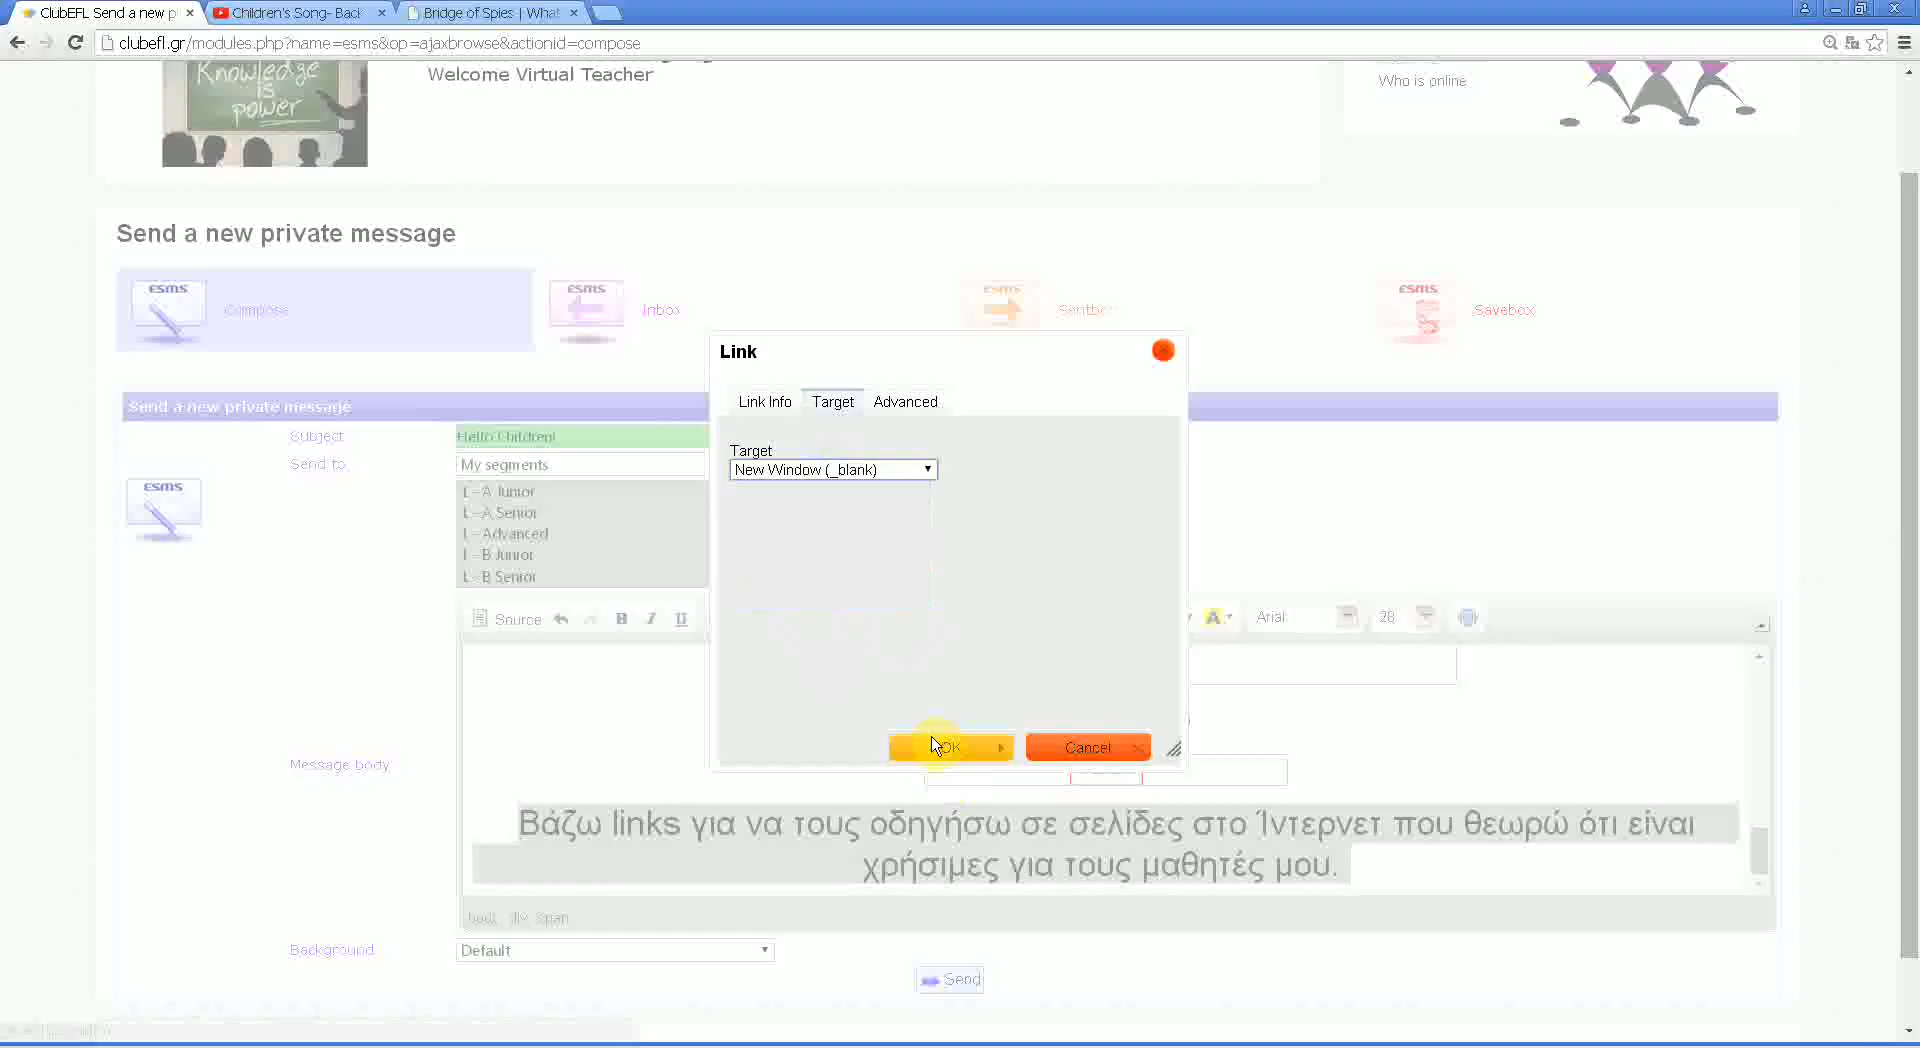 ClubEFL Send a new p
Children's Song- Back
Bridge of Spies | What
clubefl.gr/modules.php?name=esms&op=ajaxbrowse&actionid=compose
Knowledge
is
power
Welcome Virtual Teacher
Who is online
Send a new private message
esms
Compose
esms
Inbox
esms
Sentbox
esms
Savebox
Link
Link Info
Target
Advanced
Send a new private message
Subject
Hello Children!
Target
New Window (_blank)
Send to
My segments
esms
L - A Junior
L - A Senior
L - Advanced
L - B Junior
L - B Senior
Source
B
I
U
A
Arial
28
OK
Cancel
Message body
Βάζω links για να τους οδηγήσω σε σελίδες στο Ίντερνετ που θεωρώ ότι είναι
χρήσιμες για τους μαθητές μου.
body div span
Background
Default
Send